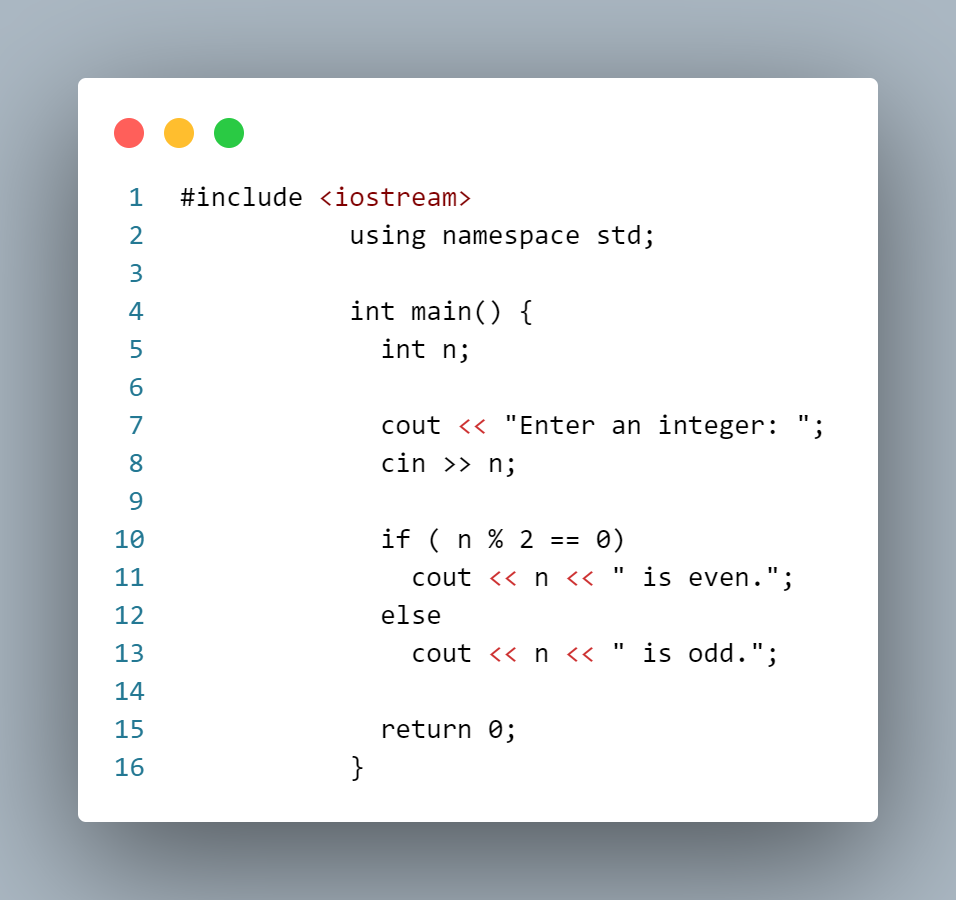 1 #include <iostream>
2 using namespace std;
3
4 int main() {
5 int n;
6
7 cout << "Enter an integer: ";
8 cin >> n;
9
10 if ( n % 2 == 0)
11 cout << n << " is even.";
12 else
13 cout << n << " is odd.";
14
15 return 0;
16 }